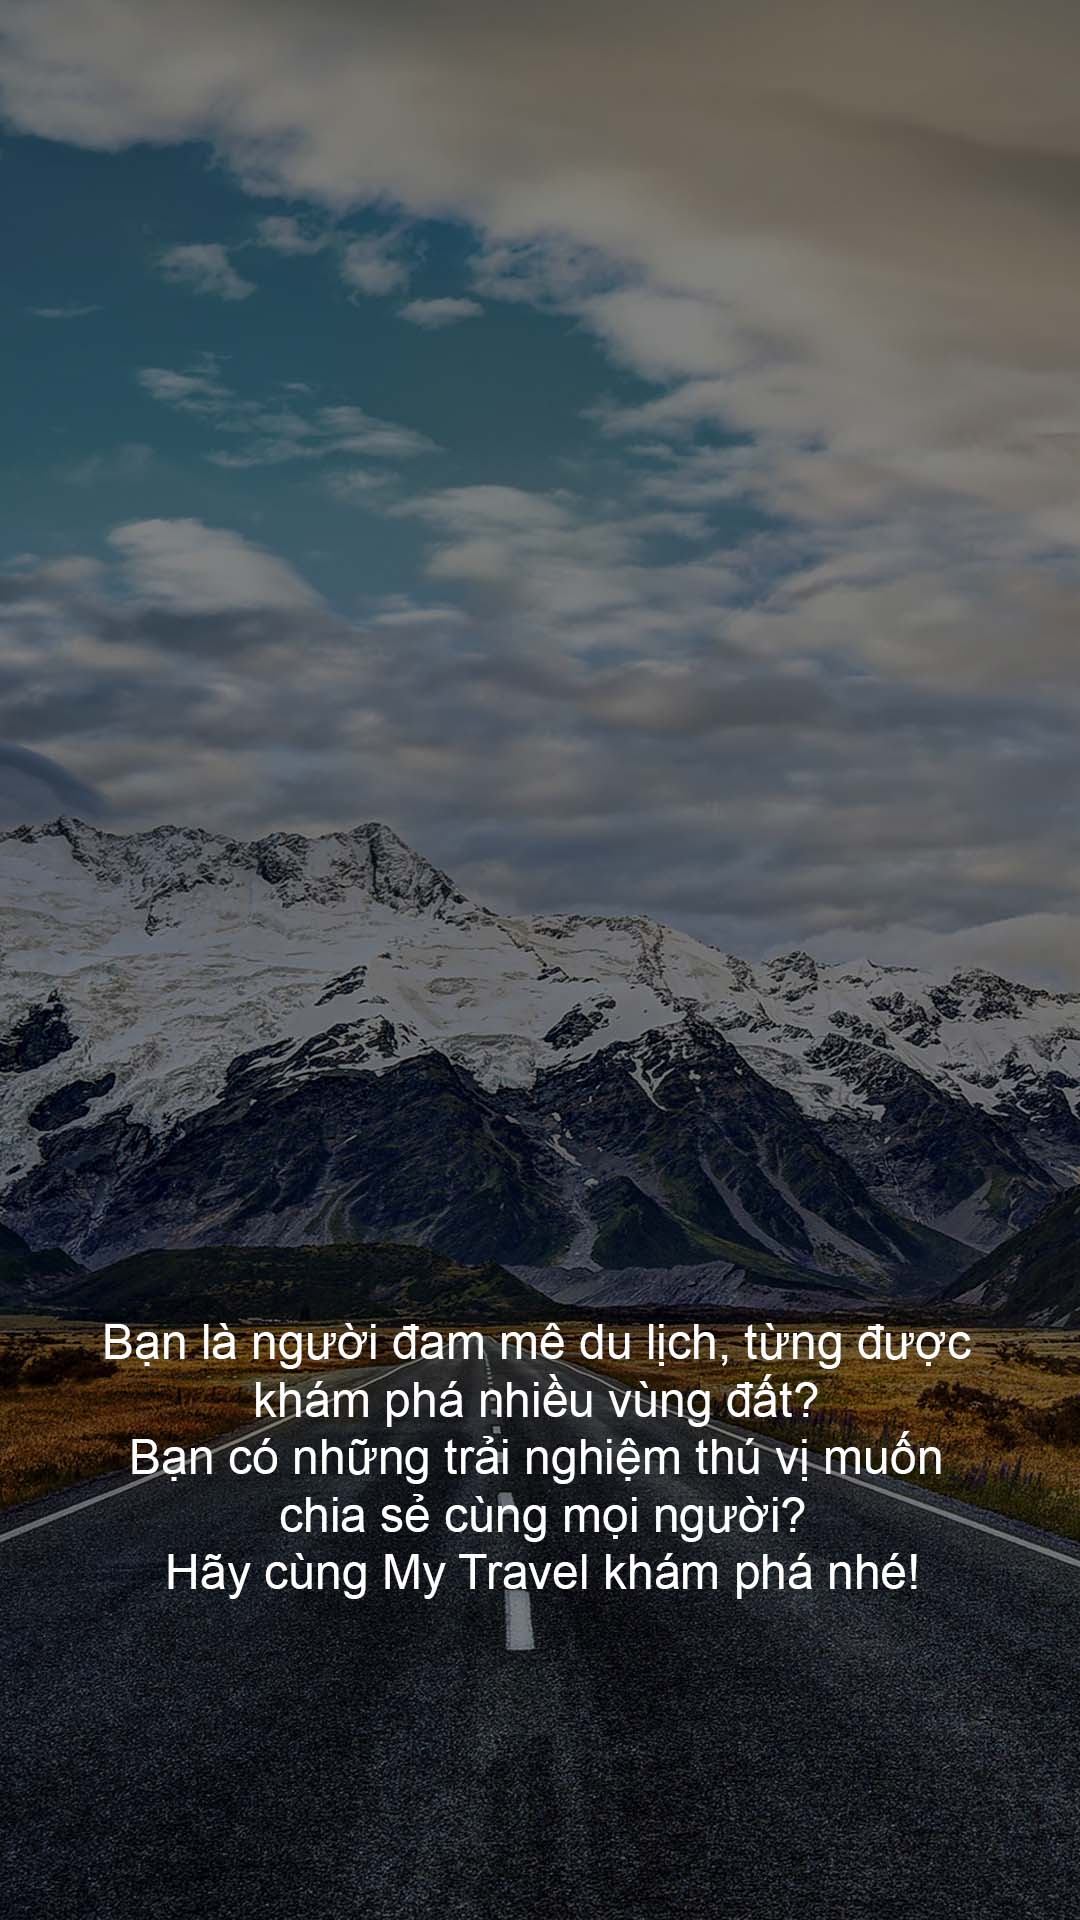 Bạn là người đam mê du lịch, từng được
khám phá nhiều vùng đất?
Bạn có những trải nghiệm thú vị muốn
chia sẻ cùng mọi người?
Hãy cùng My Travel khám phá nhé!